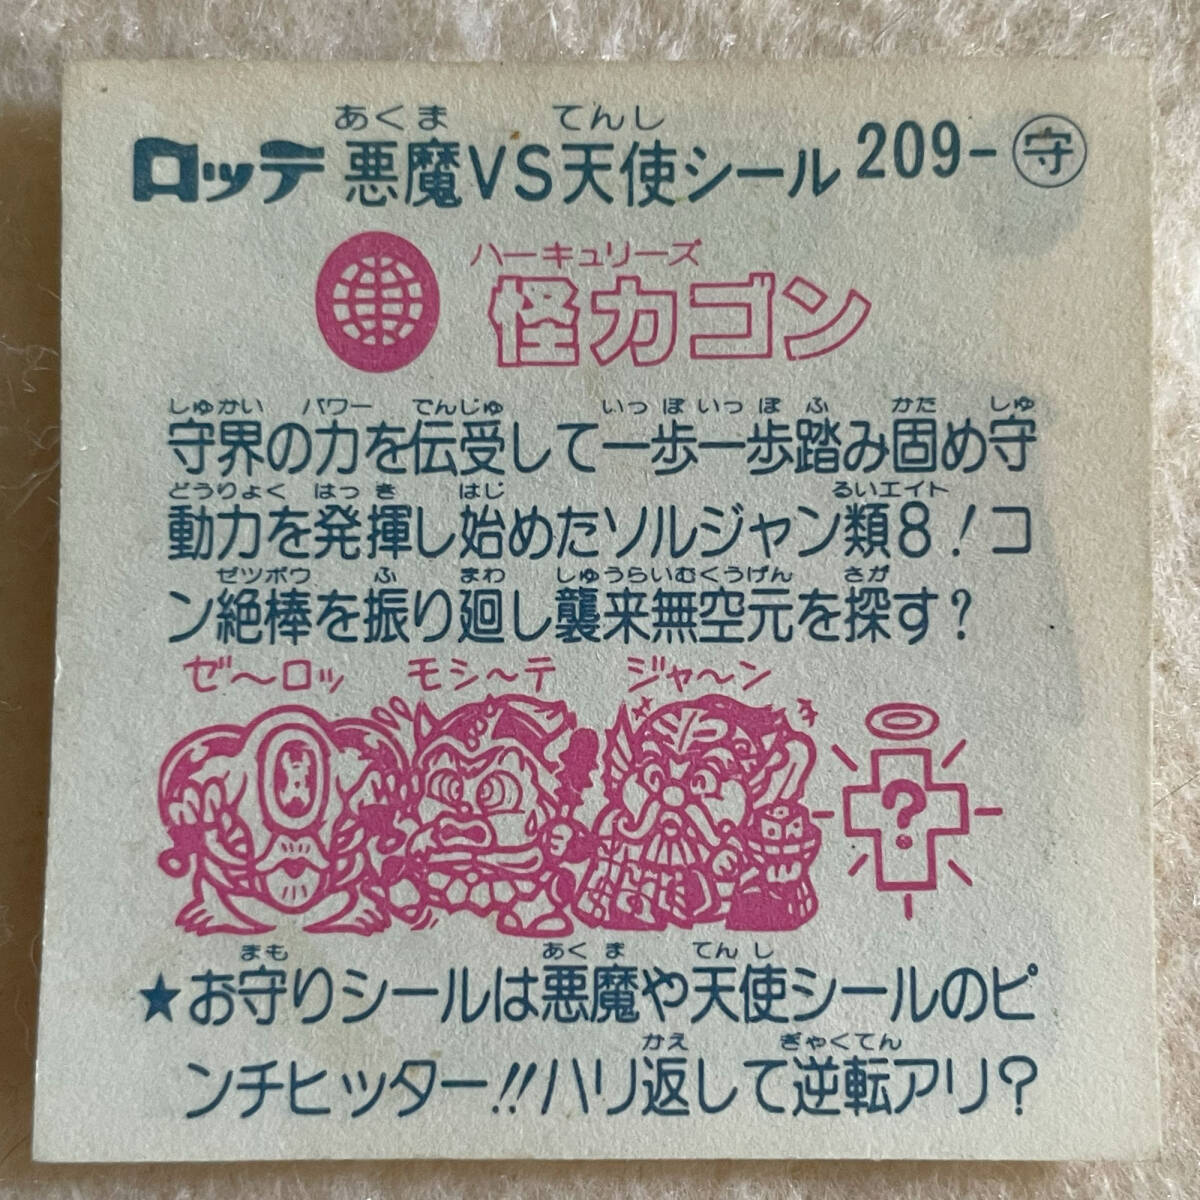 あくま てんし
ロッテ 悪魔VS天使シール 209-守
ハーキュリーズ
怪力ゴン
しゅかい パワー でんじゅ いっぽいっぽ ふ かた しゅ
守界の力を伝受して一歩一歩踏み固め守
どうりょく はっき はじ るいエイト
動力を発揮し始めたソルジャン類8!コ
ゼツボウ ふ まわ しゅうらいむくうげん さが
ン絶棒を振り廻し襲来無空元を探す?
ゼ〜ロッ モシ〜テ ジャ〜ン
?
まも あくま てんし
★お守りシールは悪魔や天使シールのピ
かえ ぎゃくてん
ンチヒッター!!ハリ返して逆転アリ?